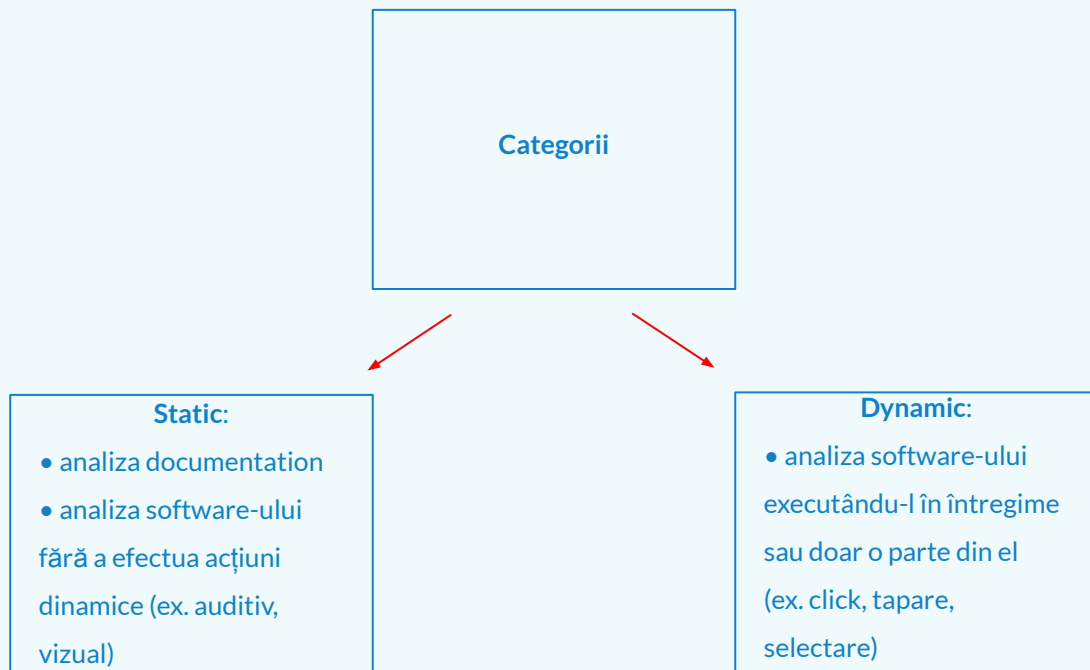 Categorii
Static:
• analiza documentation
• analiza software-ului
fără a efectua acțiuni
dinamice (ex. auditiv,
vizual)
Dynamic:
• analiza software-ului
executându-l în întregime
sau doar o parte din el
(ex. click, tapare,
selectare)